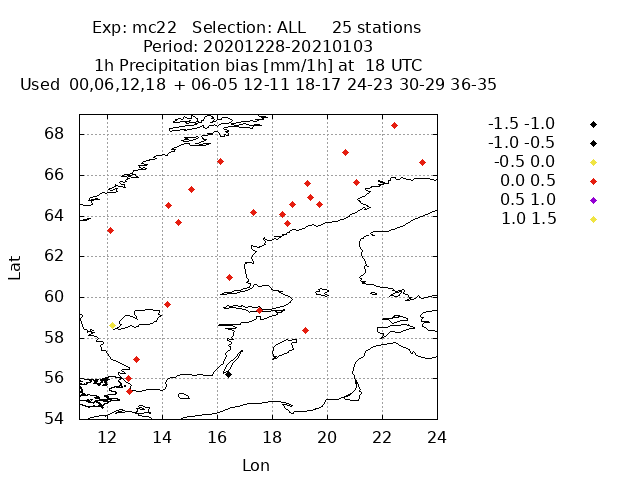 Exp: mc22   Selection: ALL     25 stations
Period: 20201228-20210103
1h Precipitation bias [mm/1h] at  18 UTC
Used  00,06,12,18  + 06-05 12-11 18-17 24-23 30-29 36-35
-1.5 -1.0
-1.0 -0.5
-0.5 0.0
0.0 0.5
0.5 1.0
1.0 1.5
Lat
68
66
64
62
60
58
56
54
12 14 16 18 20 22 24
Lon